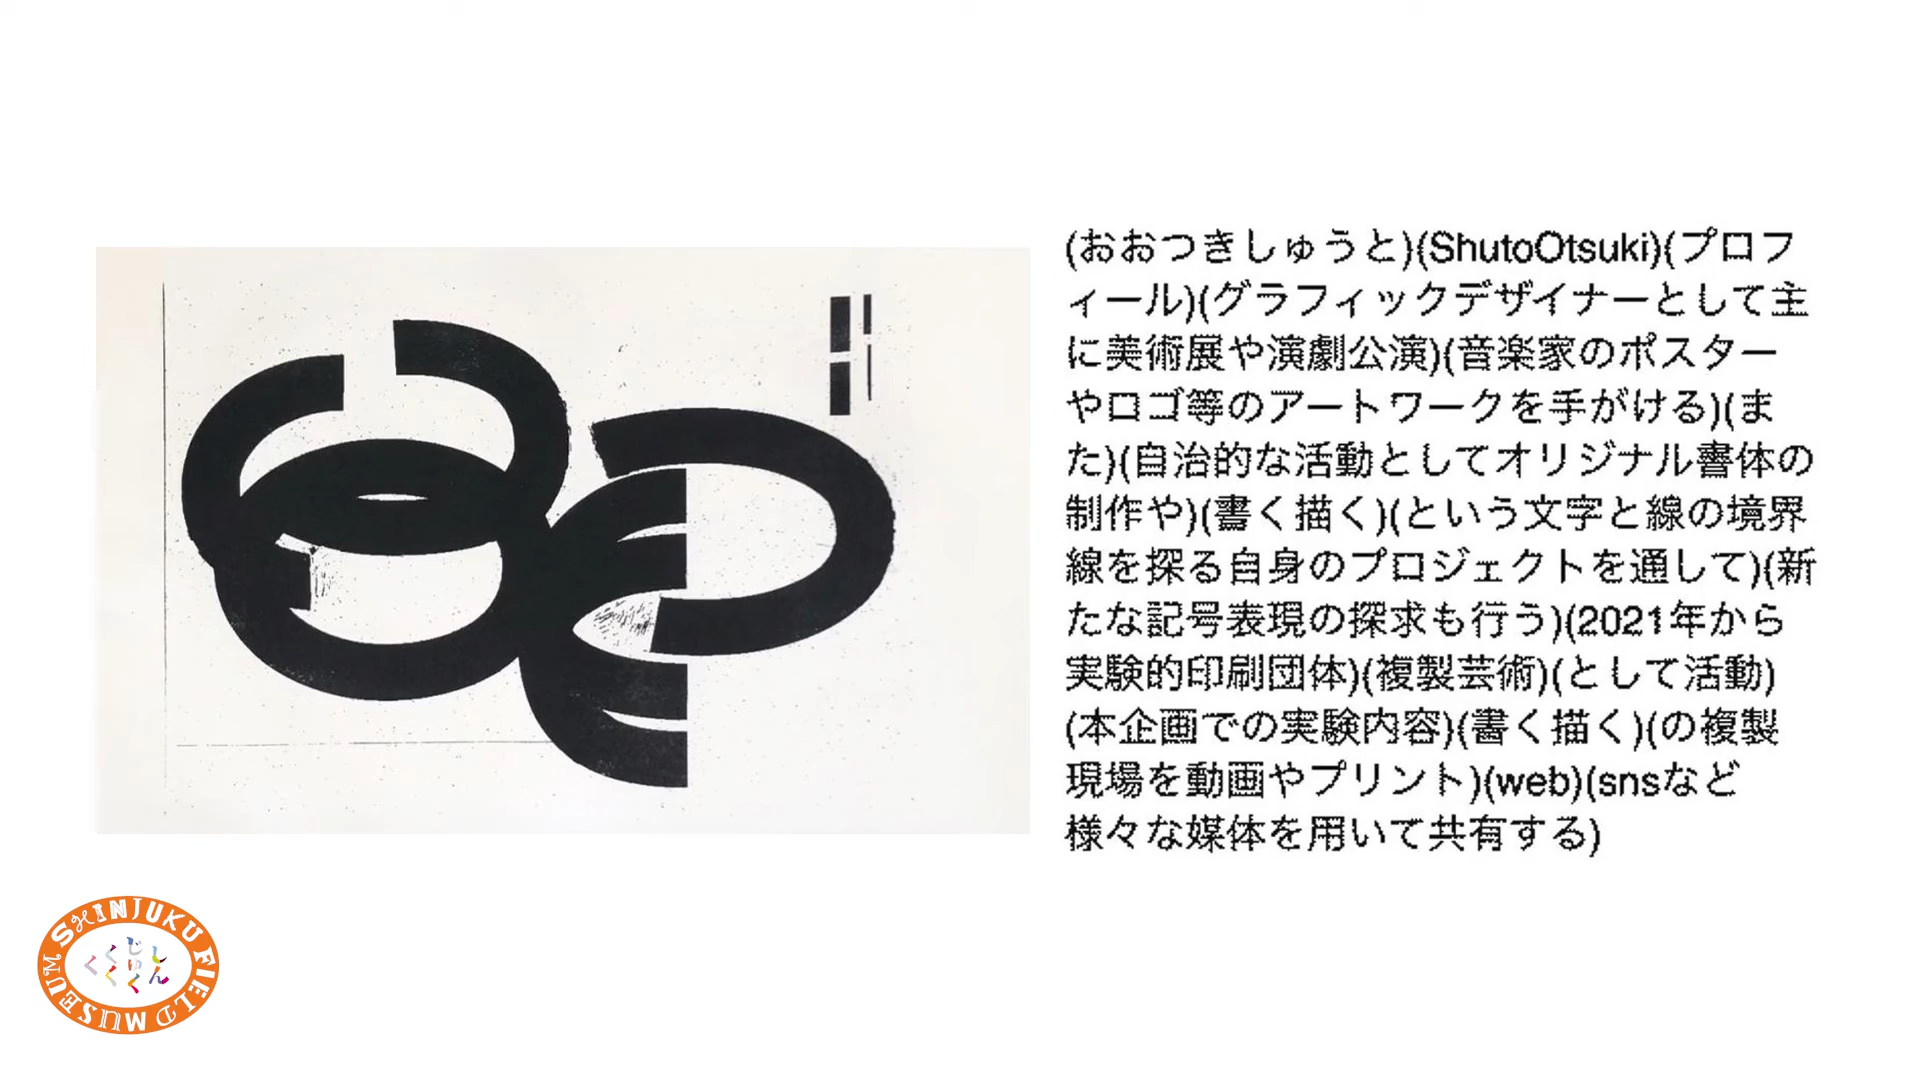 (おおつきしゅうと)(ShutoOtsuki)(プロフ
ィール)(グラフィックデザイナーとして主
に美術展や演劇公演)(音楽家のポスター
やロゴ等のアートワークを手がける)(ま
た)(自治的な活動としてオリジナル書体の
制作や)(書く描く)(という文字と線の境界
線を探る自身のプロジェクトを通して)(新
たな記号表現の探求も行う)(2021年から
実験的印刷団体)(複製芸術)(として活動)
(本企画での実験内容)(書く描く)(の複製
現場を動画やプリント)(web)(snsなど
様々な媒体を用いて共有する)
SHINJUKU FIELD MUSEUM
しん
じゅく
くく
くく